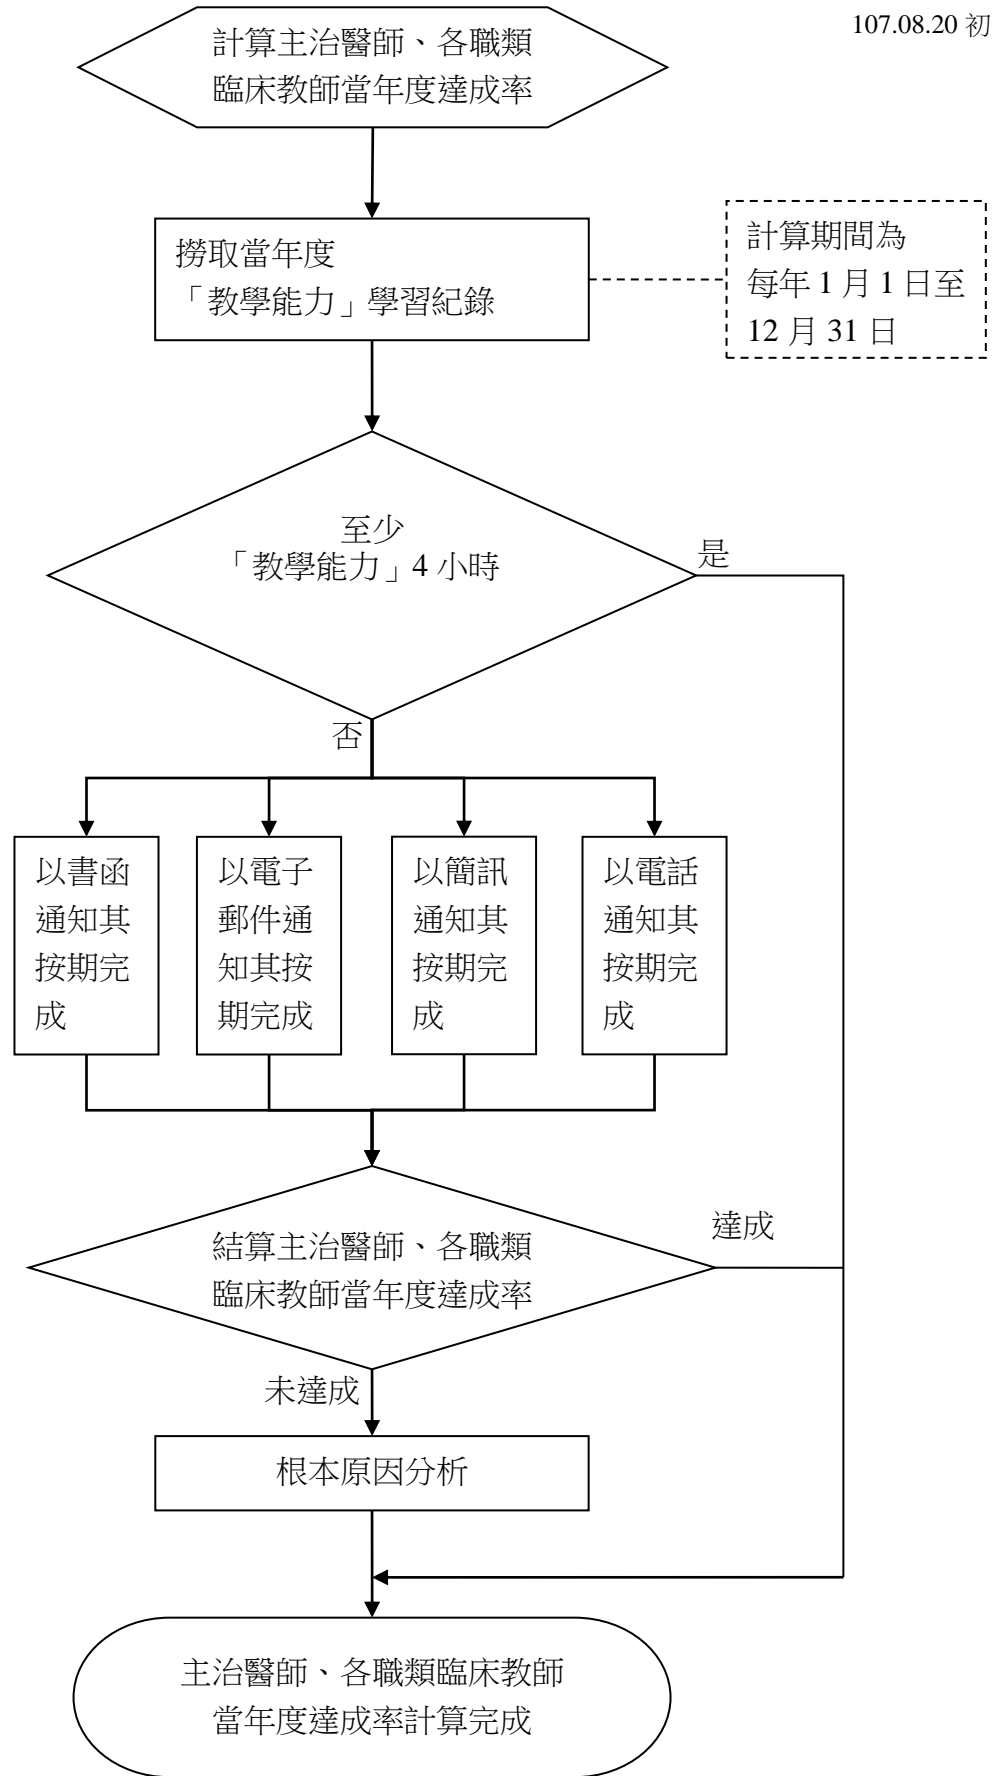 107.08.20 初
計算主治醫師、各職類
臨床教師當年度達成率
撈取當年度
「教學能力」學習紀錄
計算期間為
每年 1 月 1 日至
12 月 31 日
至少
「教學能力」4 小時
是
否
以書函
通知其
按期完
成
以電子
郵件通
知其按
期完成
以簡訊
通知其
按期完
成
以電話
通知其
按期完
成
結算主治醫師、各職類
臨床教師當年度達成率
達成
未達成
根本原因分析
主治醫師、各職類臨床教師
當年度達成率計算完成